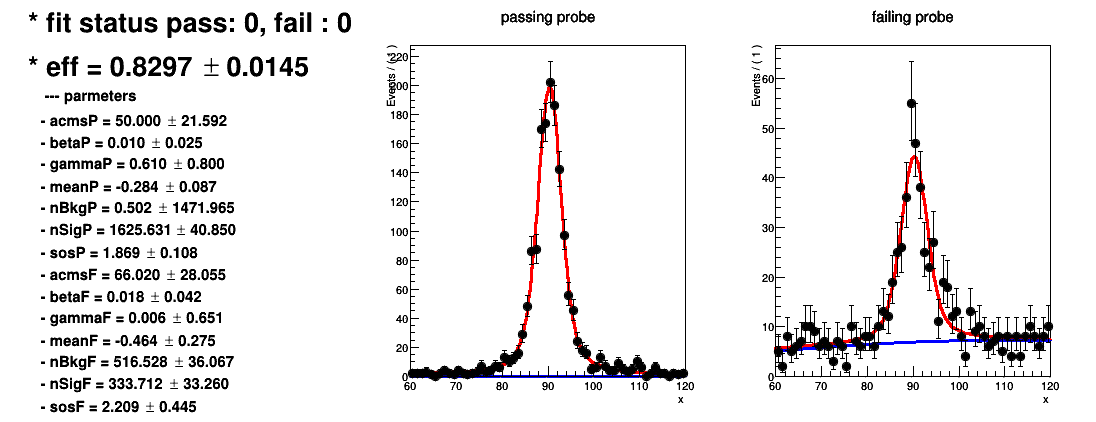 * fit status pass: 0, fail : 0
* eff = 0.8297 ± 0.0145
--- parmeters
- acmsP = 50.000 ± 21.592
- betaP = 0.010 ± 0.025
- gammaP = 0.610 ± 0.800
- meanP = -0.284 ± 0.087
- nBkgP = 0.502 ± 1471.965
- nSigP = 1625.631 ± 40.850
- sosP = 1.869 ± 0.108
- acmsF = 66.020 ± 28.055
- betaF = 0.018 ± 0.042
- gammaF = 0.006 ± 0.651
- meanF = -0.464 ± 0.275
- nBkgF = 516.528 ± 36.067
- nSigF = 333.712 ± 33.260
- sosF = 2.209 ± 0.445
passing probe
Events / ( 1 )
220
200
180
160
140
120
100
80
60
40
20
0
60 70 80 90 100 110 120
x
failing probe
Events / ( 1 )
60
50
40
30
20
10
0
60 70 80 90 100 110 120
x